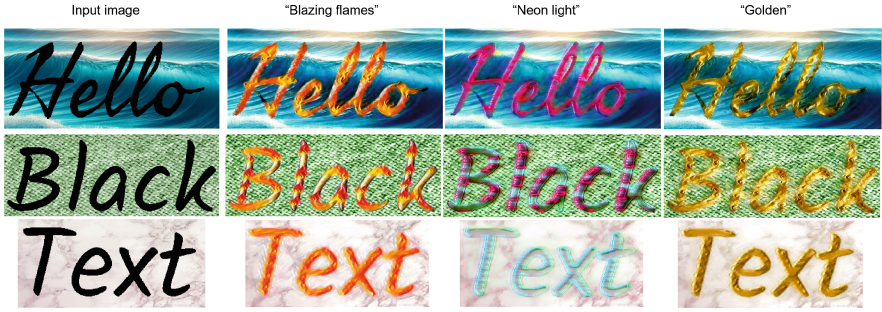 Input image “Blazing flames” “Neon light” “Golden”
Hello Hello Hello Hello
Black Black Black Black
Text Text Text Text